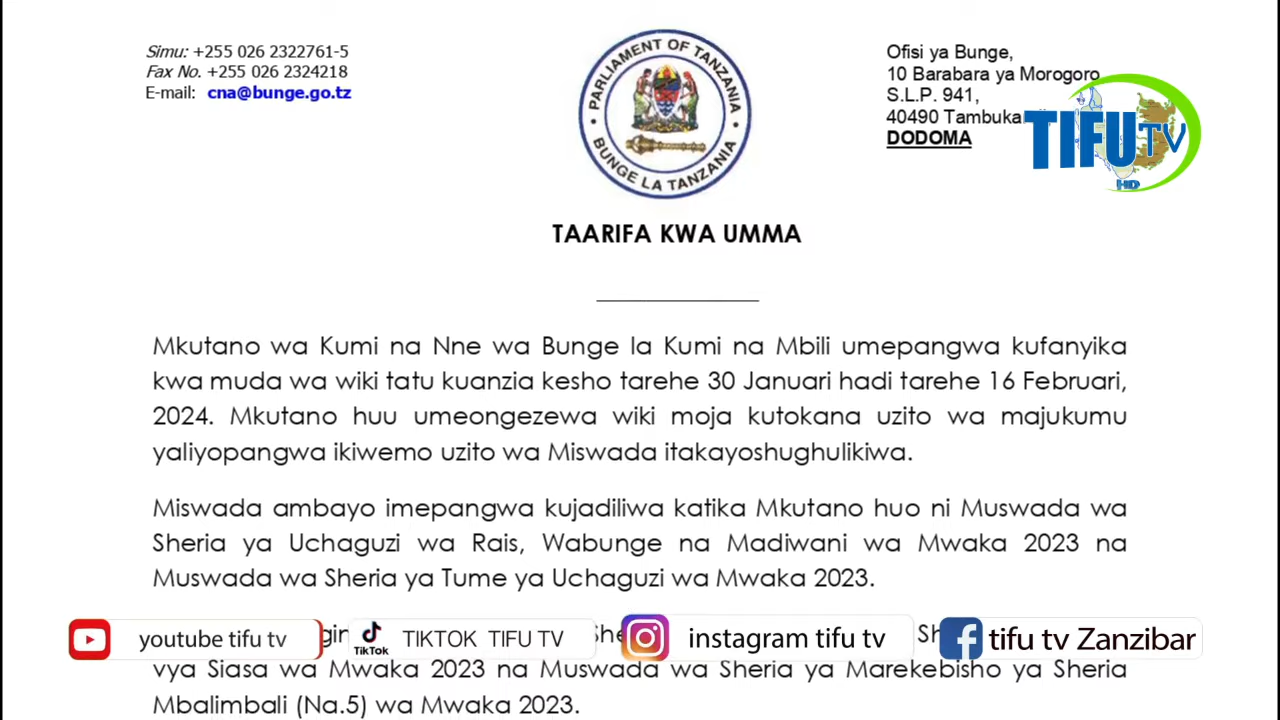 Simu: +255 026 2322761-5
Fax No. +255 026 2324218
E-mail: cna@bunge.go.tz
PARLIAMENT OF TANZANIA
BUNGE LA TANZANIA
Ofisi ya Bunge,
10 Barabara ya Morogoro
S.L.P. 941,
40490
DODOMA
TIFU TV
HD
TAARIFA KWA UMMA
Mkutano wa Kumi na Nne wa Bunge la Kumi na Mbili umepangwa kufanyika
kwa muda wa wiki tatu kuanzia kesho tarehe 30 Januari hadi tarehe 16 Februari,
2024. Mkutano huu umeongezewa wiki moja kutokana uzito wa majukumu
yaliyopangwa ikiwemo uzito wa Miswada itakayoshughulikiwa.
Miswada ambayo imepangwa kujadiliwa katika Mkutano huo ni Muswada wa
Sheria ya Uchaguzi wa Rais, Wabunge na Madiwani wa Mwaka 2023 na
Muswada wa Sheria ya Tume ya Uchaguzi wa Mwaka 2023.
youtube tifu tv
TikTok
TIKTOK TIFU TV
instagram tifu tv
tifu tv Zanzibar
vya Siasa wa Mwaka 2023 na Muswada wa Sheria ya Marekebisho ya Sheria
Mbalimbali (Na.5) wa Mwaka 2023.